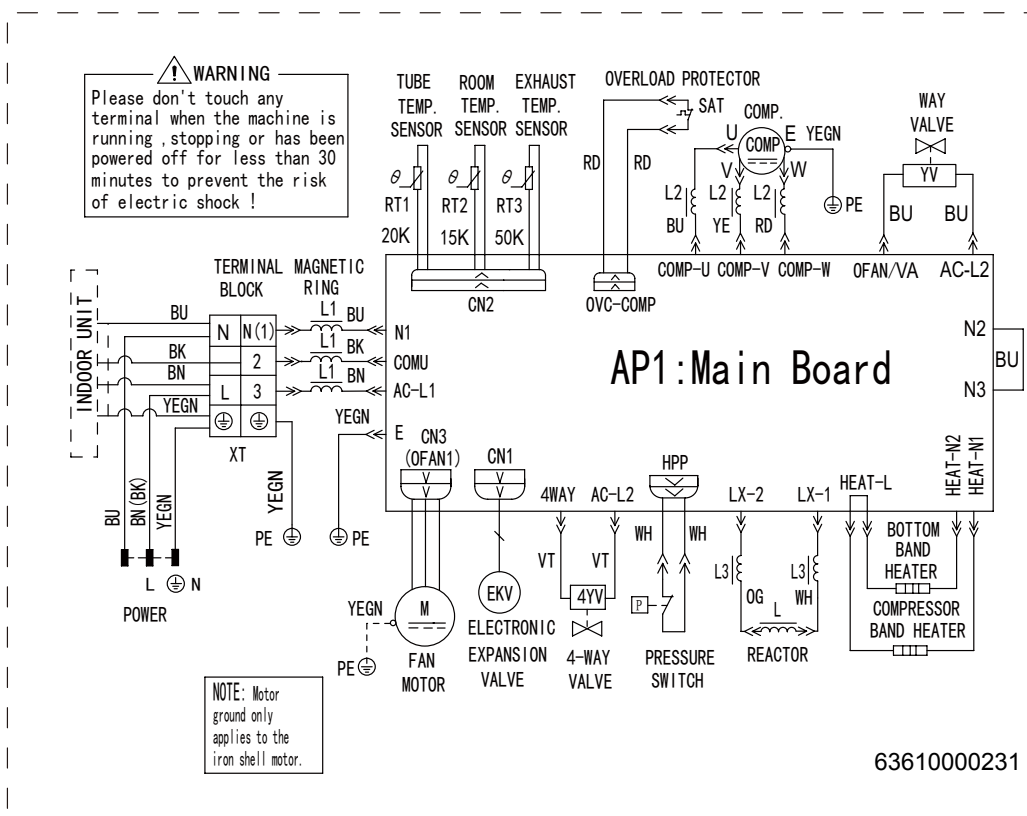 WARNING
Please don't touch any
terminal when the machine is
running ,stopping or has been
powered off for less than 30
minutes to prevent the risk
of electric shock !
TUBE
TEMP.
SENSOR
ROOM
TEMP.
SENSOR
EXHAUST
TEMP.
SENSOR
θ
RT1
20K
θ
RT2
15K
θ
RT3
50K
CN2
OVERLOAD PROTECTOR
SAT
RD
RD
OVC-COMP
COMP.
COMP
U
V
W
E
YEGN
PE
L2
BU
L2
YE
L2
RD
COMP-U
COMP-V
COMP-W
WAY
VALVE
YV
BU
BU
OFAN/VA
AC-L2
INDOOR UNIT
BU
BK
BN
YEGN
TERMINAL
BLOCK
N
N(1)
2
L
3
XT
MAGNETIC
RING
L1
BU
L1
BK
L1
BN
N1
COMU
AC-L1
YEGN
E
AP1:Main Board
N2
BU
N3
BU
BN(BK)
YEGN
L
N
POWER
YEGN
PE
PE
CN3
(OFAN1)
M
YEGN
PE
FAN
MOTOR
CN1
EKV
ELECTRONIC
EXPANSION
VALVE
4WAY
AC-L2
VT
VT
4YV
4-WAY
VALVE
HPP
WH
WH
P
PRESSURE
SWITCH
LX-2
LX-1
L3
OG
L3
WH
L
REACTOR
HEAT-L
HEAT-N2
HEAT-N1
BOTTOM
BAND
HEATER
COMPRESSOR
BAND HEATER
NOTE: Motor
ground only
applies to the
iron shell motor.
63610000231